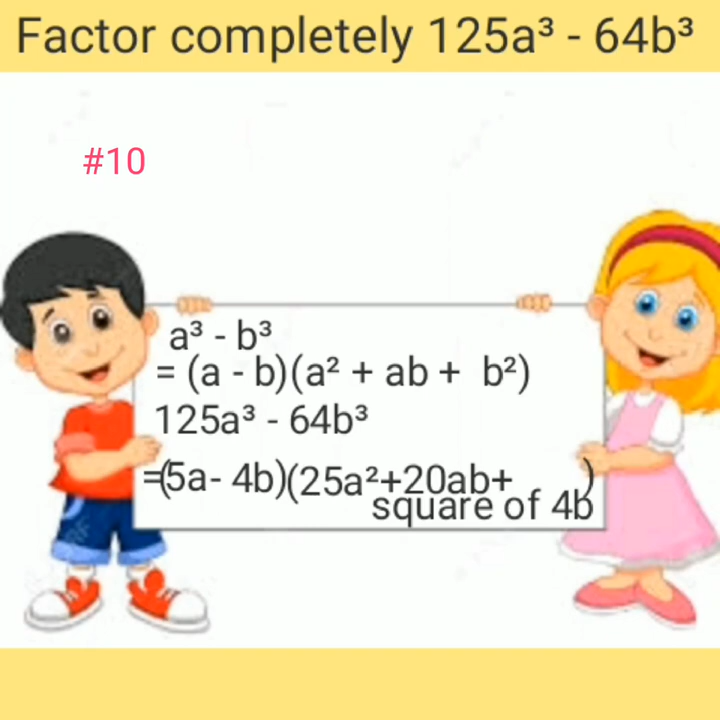 Factor completely 125a³ - 64b³
#10
a³ - b³
= (a - b)(a² + ab + b²)
125a³ - 64b³
=(5a- 4b)(25a²+20ab+ )
square of 4b